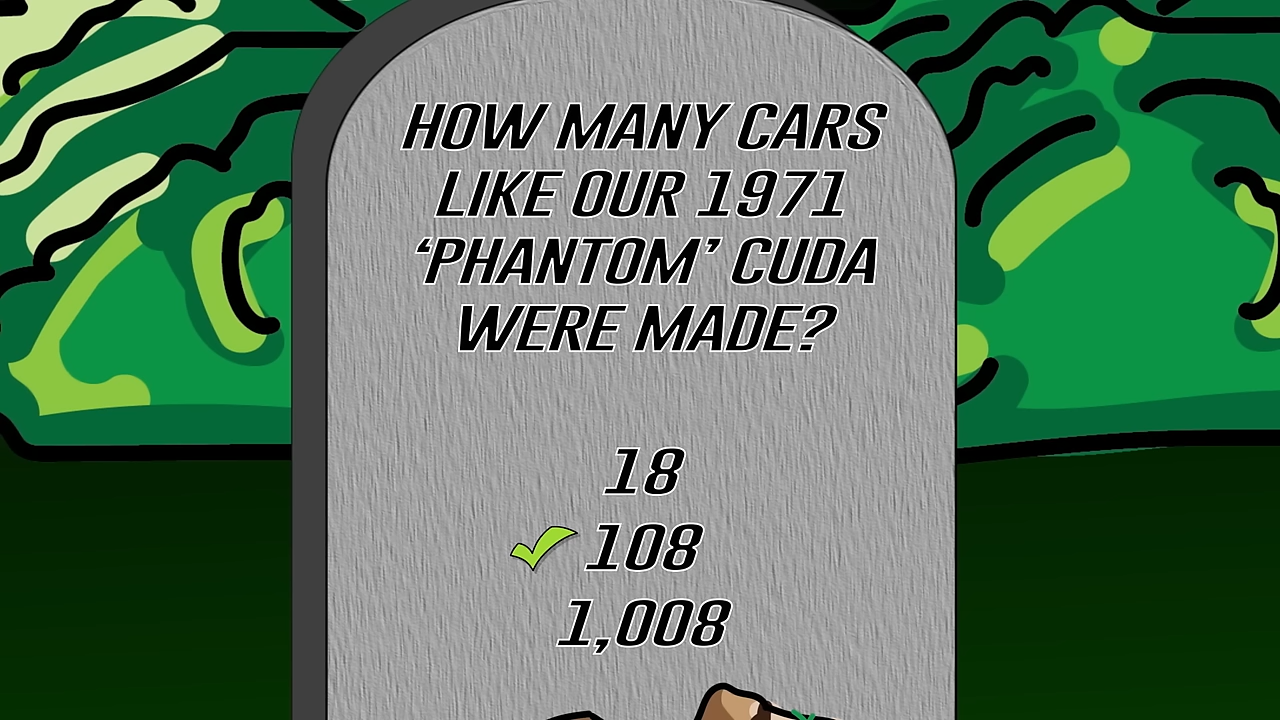 HOW MANY CARS
LIKE OUR 1971
‘PHANTOM’ CUDA
WERE MADE?
18
108
1,008